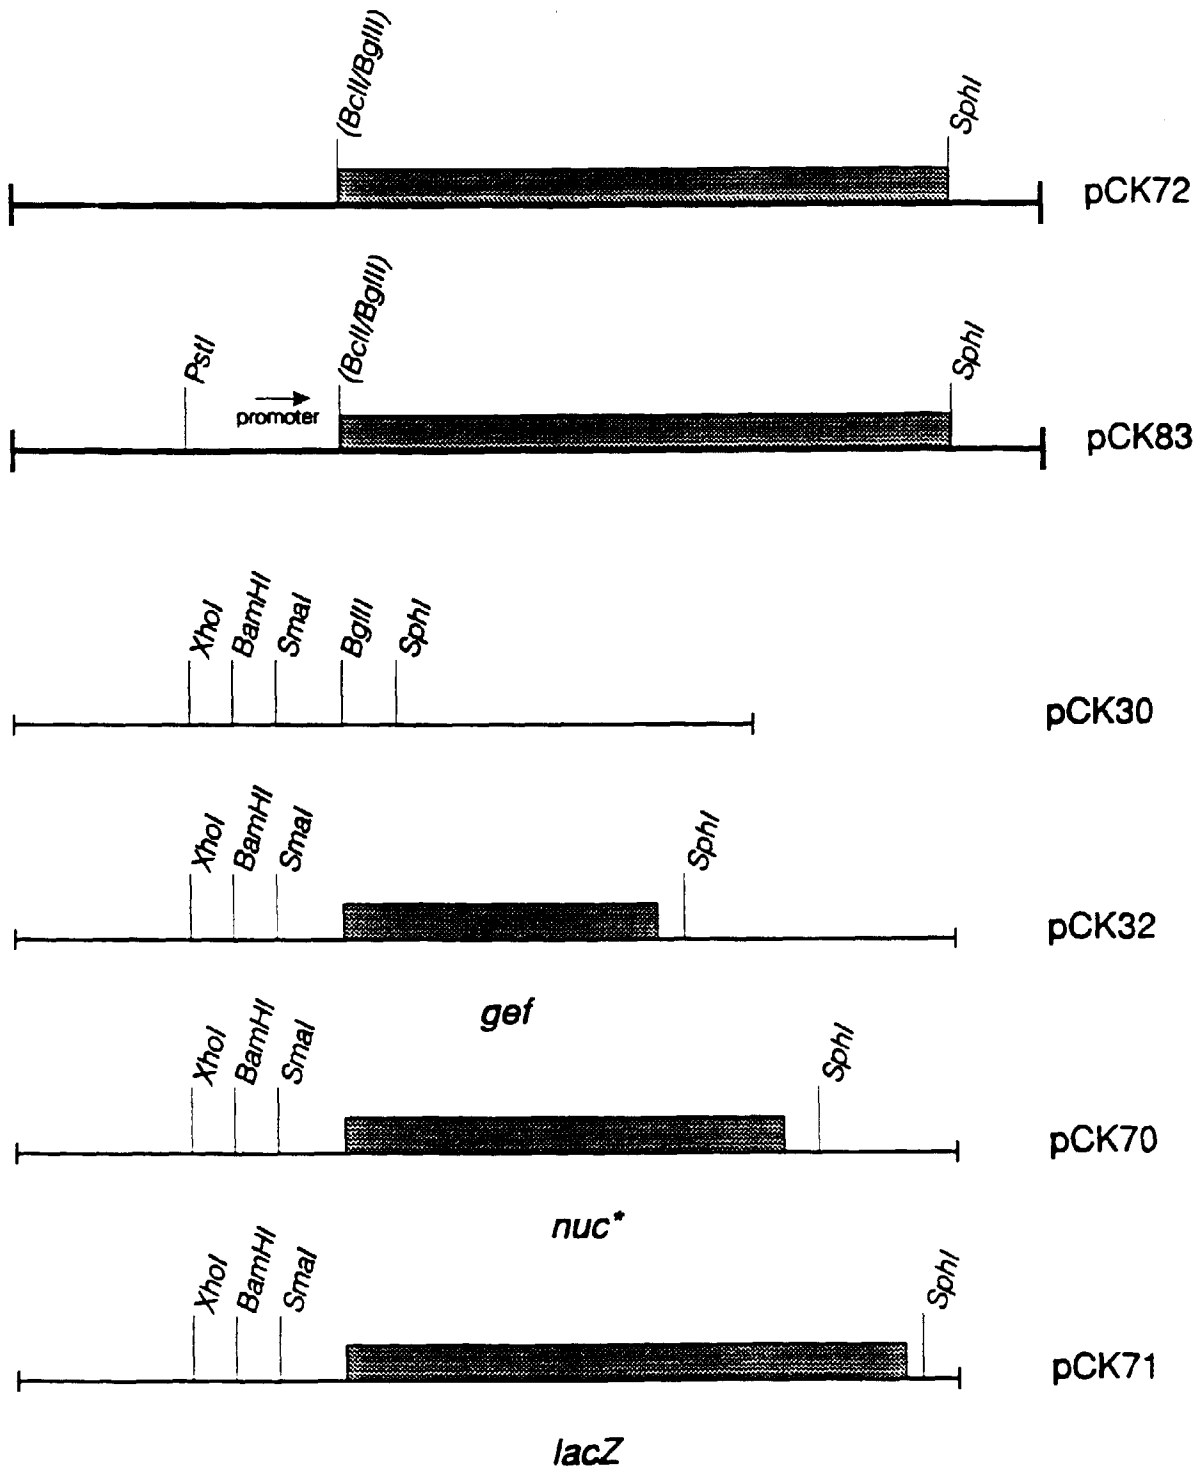 (BclI/BglII)
SphI
pCK72
PstI
promoter
(BclI/BglII)
SphI
pCK83
XhoI
BamHI
SmaI
BglII
SphI
pCK30
XhoI
BamHI
SmaI
SphI
pCK32
gef
XhoI
BamHI
SmaI
SphI
pCK70
nuc*
XhoI
BamHI
SmaI
SphI
pCK71
lacZ